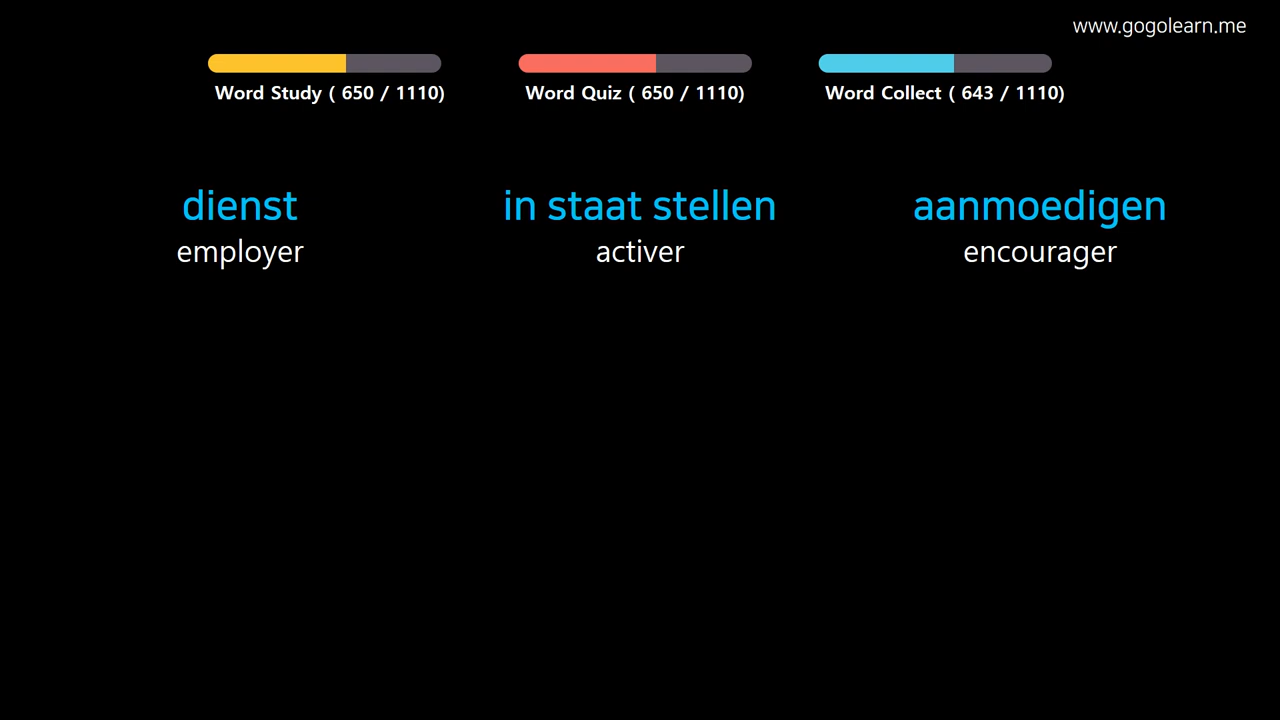 www.gogolearn.me
Word Study ( 650 / 1110)
Word Quiz ( 650 / 1110)
Word Collect ( 643 / 1110)
dienst
employer
in staat stellen
activer
aanmoedigen
encourager